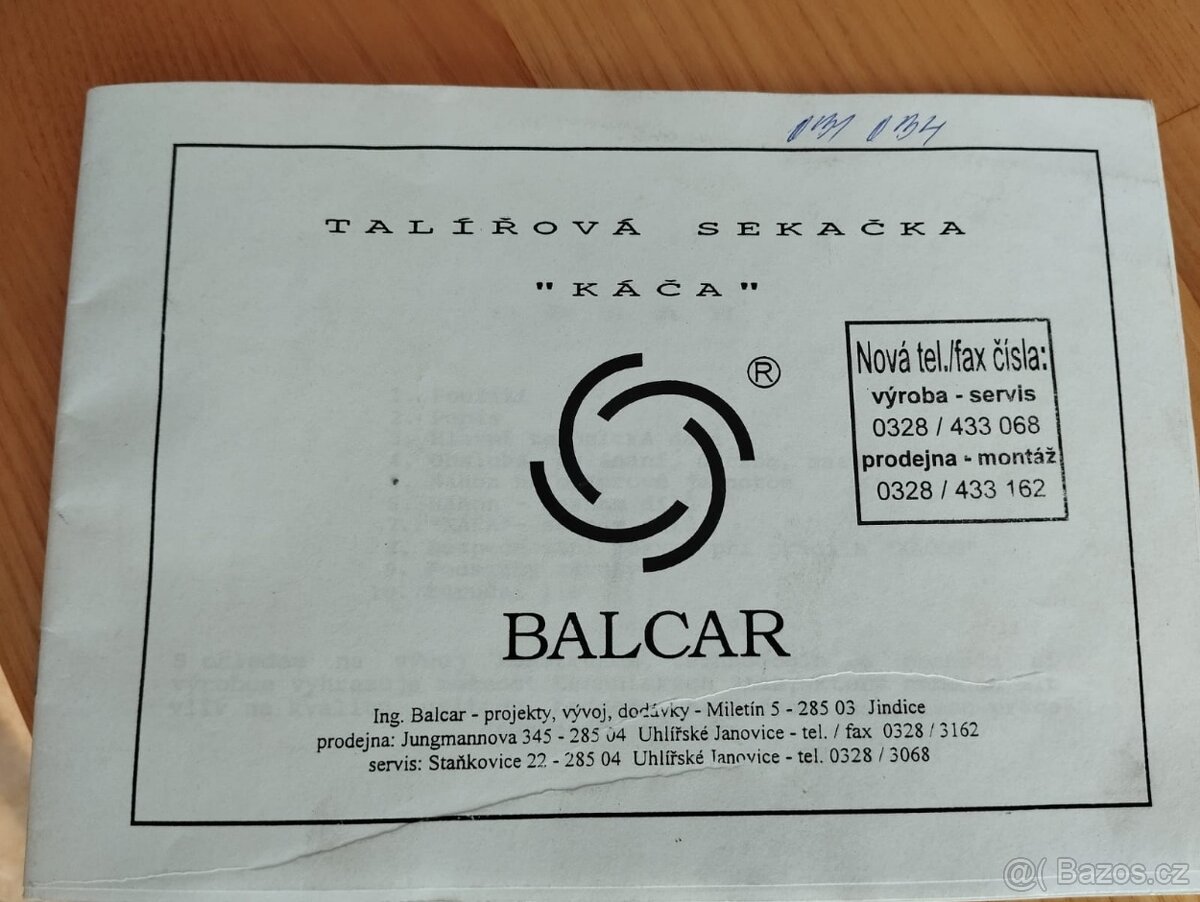 031 034
TALÍŘOVÁ SEKAČKA
"KÁČA"
®
Nová tel./fax čísla:
výroba - servis
0328 / 433 068
prodejna - montáž
0328 / 433 162
BALCAR
Ing. Balcar - projekty, vývoj, dodávky - Miletín 5 - 285 03 Jindice
prodejna: Jungmannova 345 - 285 04 Uhlířské Janovice - tel. / fax 0328 / 3162
servis: Staňkovice 22 - 285 04 Uhlířské Janovice - tel. 0328 / 3068
@( Bazos.cz